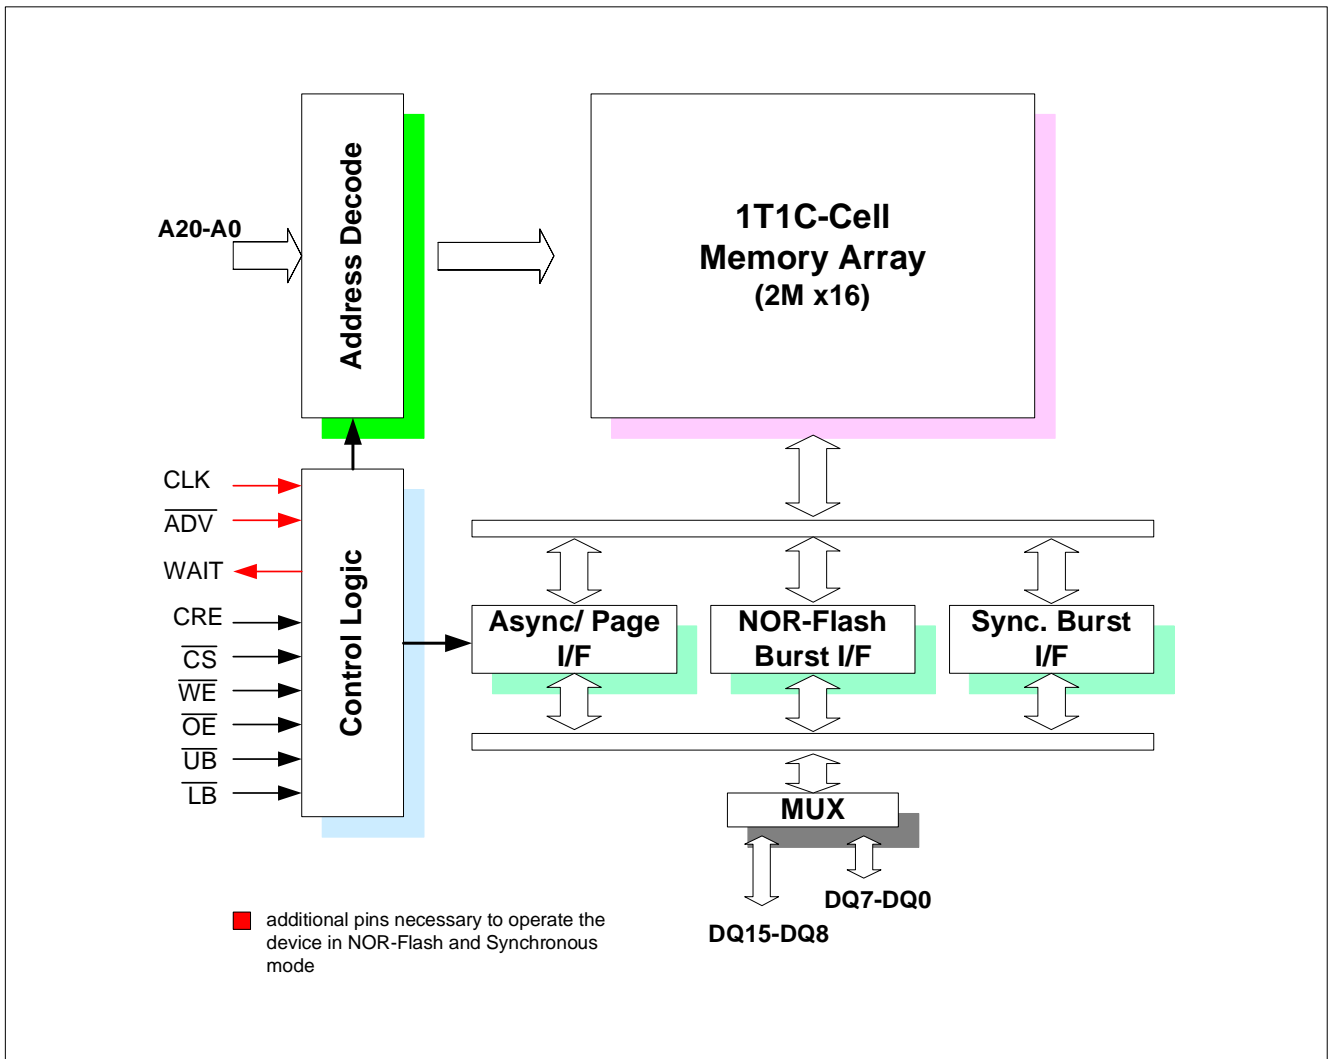 Address Decode
A20-A0
1T1C-Cell
Memory Array
(2M x16)
CLK
ADV
WAIT
CRE
CS
WE
OE
UB
LB
Control Logic
Async/ Page
I/F
NOR-Flash
Burst I/F
Sync. Burst
I/F
MUX
DQ7-DQ0
DQ15-DQ8
additional pins necessary to operate the
device in NOR-Flash and Synchronous
mode